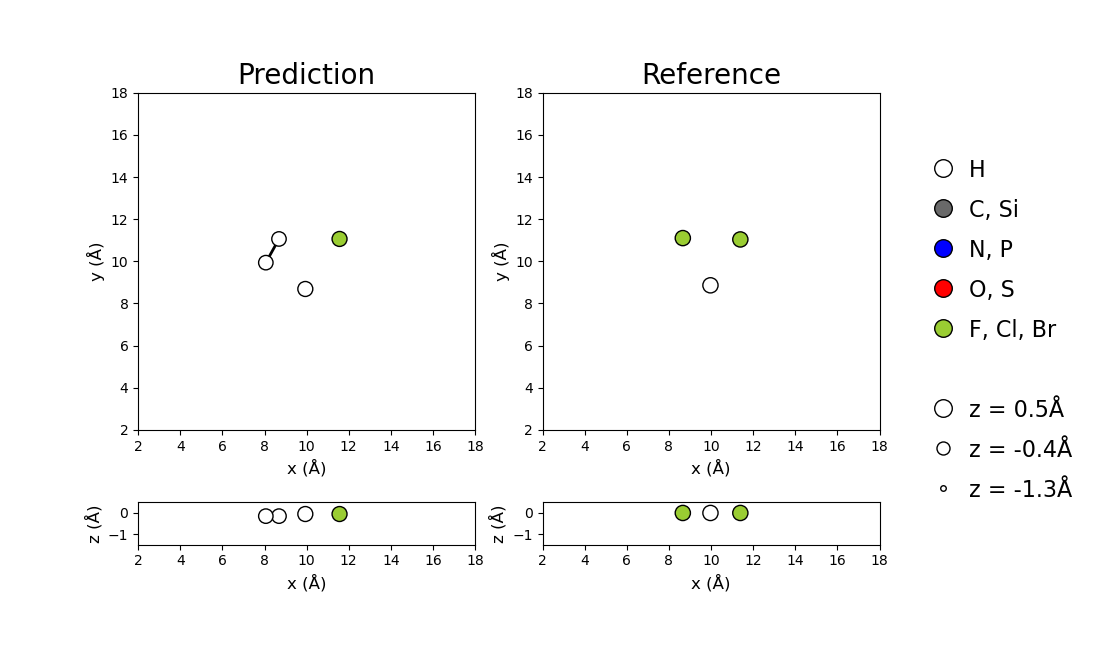 Prediction
Reference
18
16
14
12
10
8
6
4
2
y (Å)
2 4 6 8 10 12 14 16 18
x (Å)
18
16
14
12
10
8
6
4
2
y (Å)
2 4 6 8 10 12 14 16 18
x (Å)
0
−1
z (Å)
2 4 6 8 10 12 14 16 18
x (Å)
0
−1
z (Å)
2 4 6 8 10 12 14 16 18
x (Å)
H
C, Si
N, P
O, S
F, Cl, Br
z = 0.5Å
z = -0.4Å
z = -1.3Å